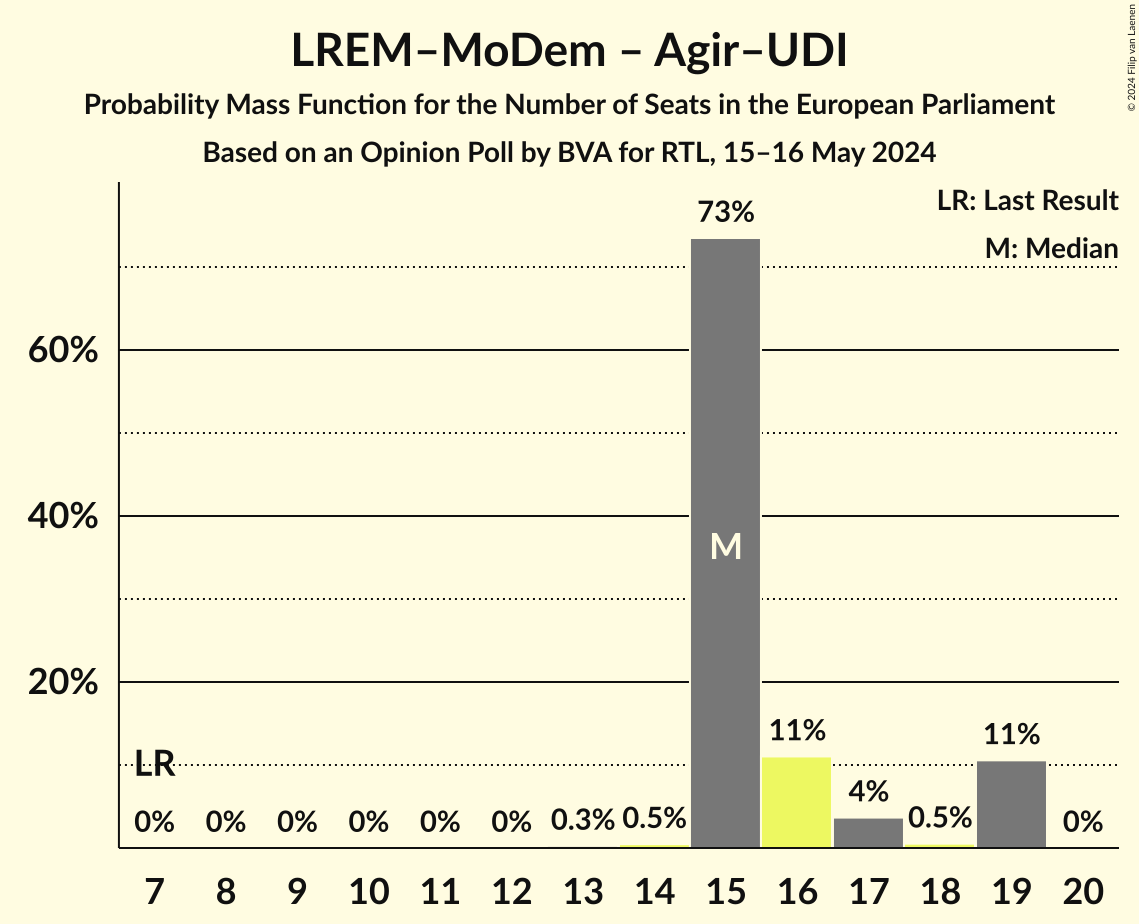 LREM–MoDem – Agir–UDI
Probability Mass Function for the Number of Seats in the European Parliament
Based on an Opinion Poll by BVA for RTL, 15–16 May 2024
© 2024 Filip van Laenen
LR: Last Result
M: Median
73%
60%
40%
M
20%
11% 11%
LR 4%
0% 0% 0% 0% 0% 0% 0.3% 0.5% 0.5% 0%
7 8 9 10 11 12 13 14 15 16 17 18 19 20